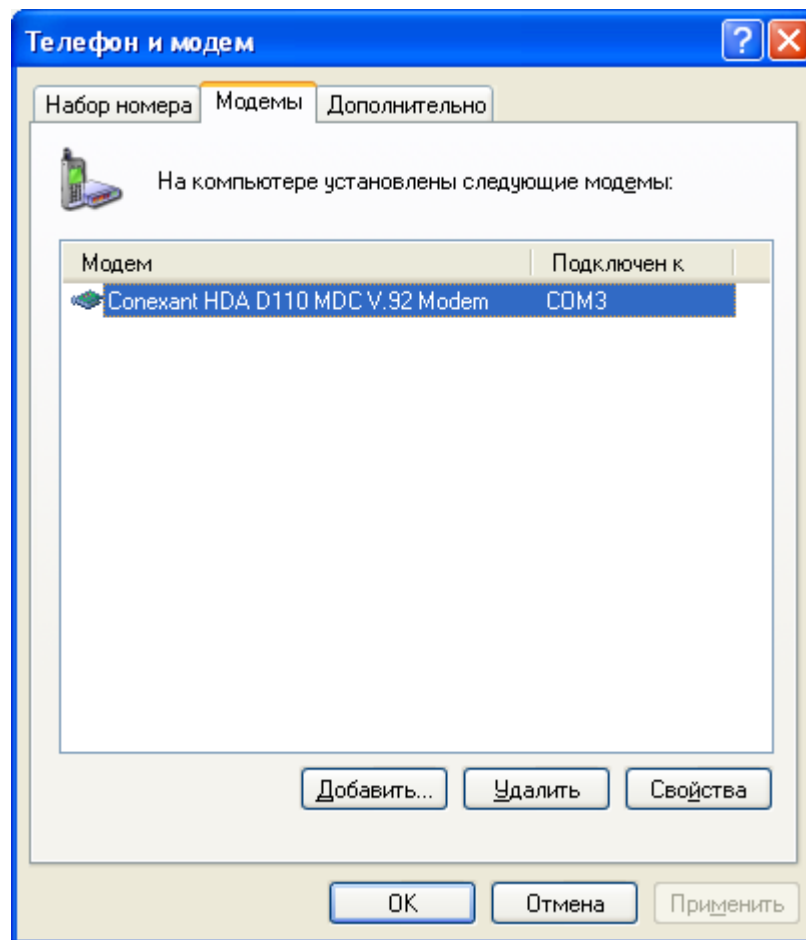 Телефон и модем
Набор номера Модемы Дополнительно
На компьютере установлены следующие модемы:
Модем Подключен к
Conexant HDA D110 MDC V.92 Modem COM3
Добавить... Удалить Свойства
OK Отмена Применить